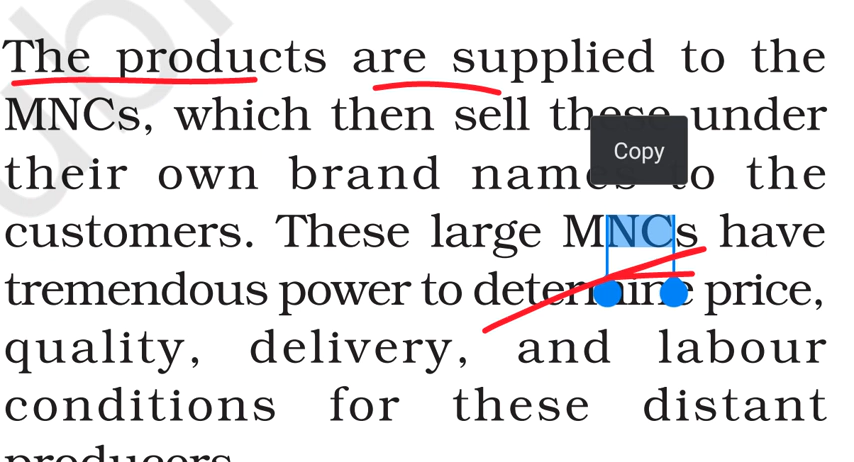 The products are supplied to the
MNCs, which then sell these under
their own brand names to the
customers. These large MNCs have
tremendous power to determine price,
quality, delivery, and labour
conditions for these distant
producers.
Copy